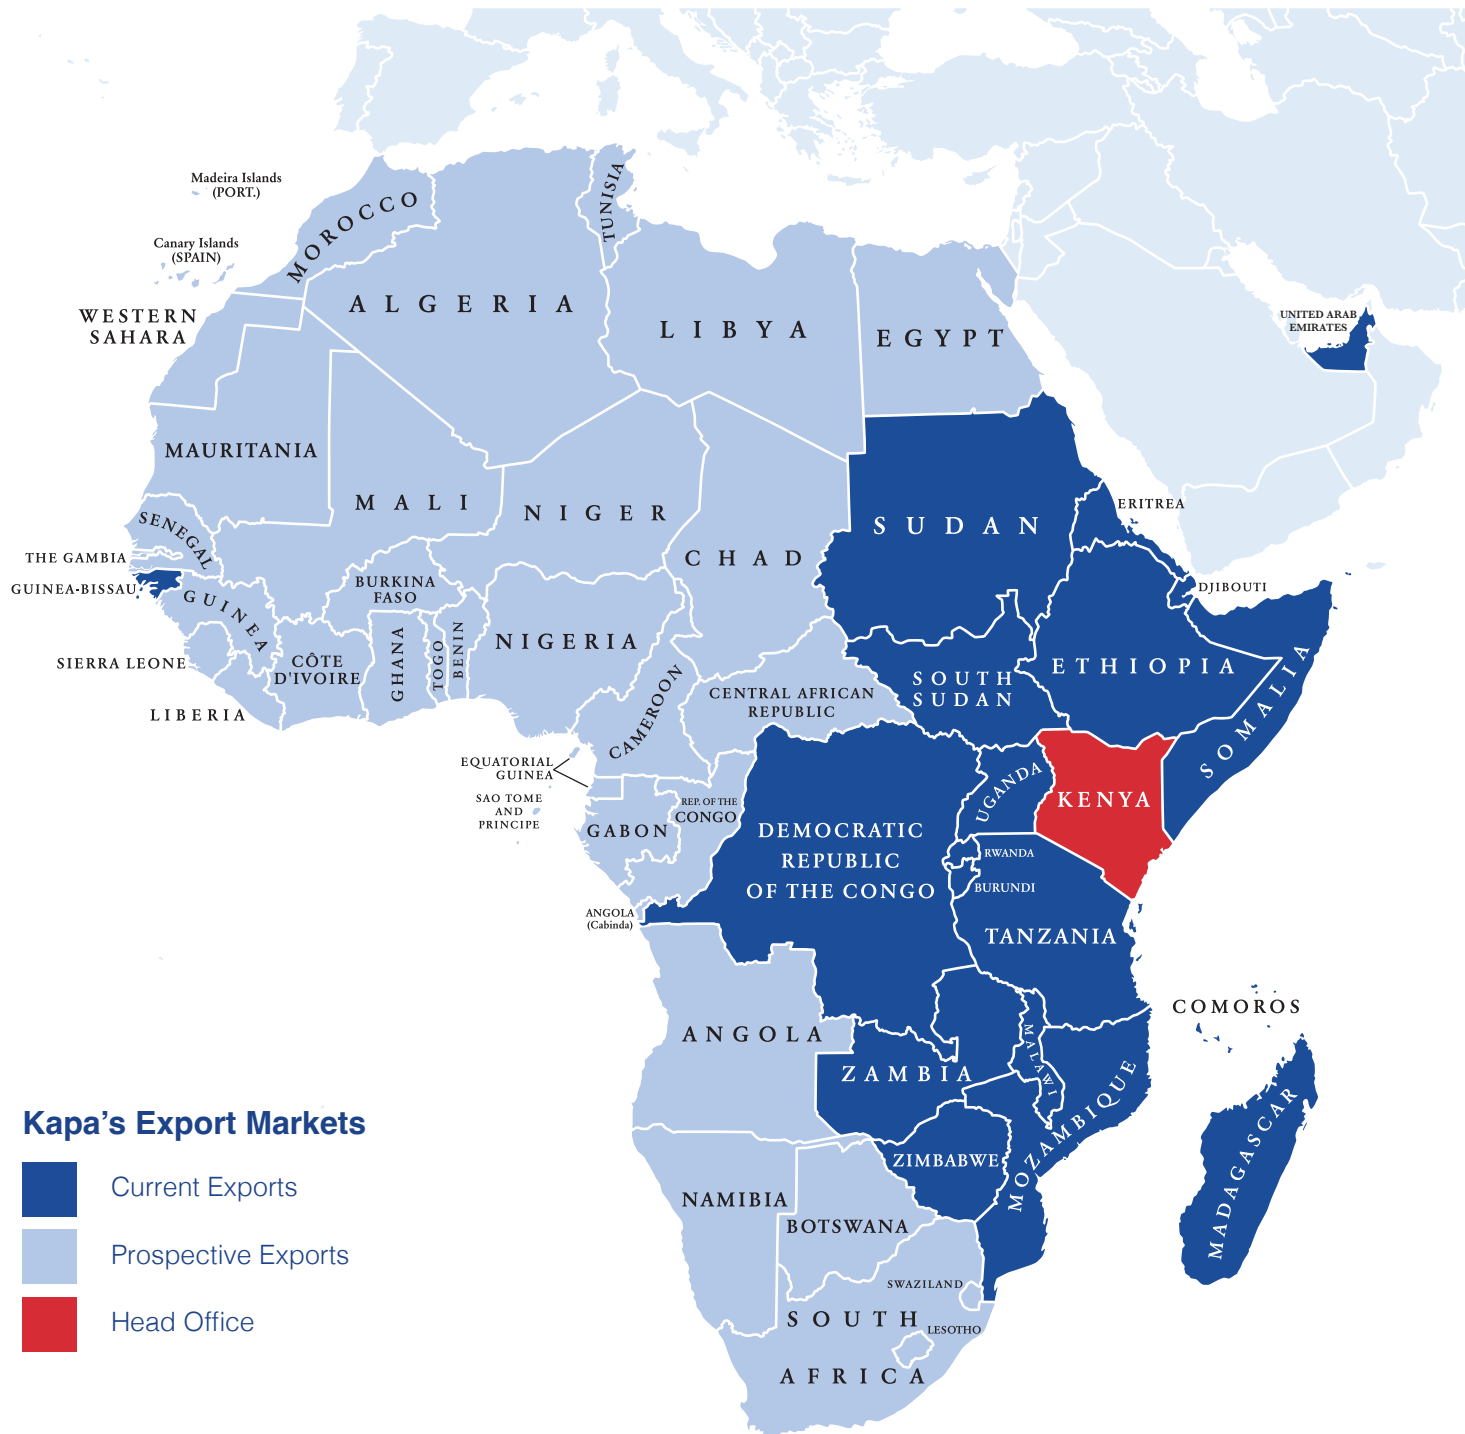 Madeira Islands
(PORT.)
Canary Islands
(SPAIN)
MOROCCO
TUNISIA
WESTERN
SAHARA
ALGERIA
LIBYA
EGYPT
UNITED ARAB
EMIRATES
MAURITANIA
MALI
NIGER
CHAD
SUDAN
ERITREA
SENEGAL
THE GAMBIA
GUINEA-BISSAU
GUINEA
BURKINA
FASO
DJIBOUTI
SIERRA LEONE
CÔTE
D'IVOIRE
GHANA
TOGO
BENIN
NIGERIA
LIBERIA
CAMEROON
CENTRAL AFRICAN
REPUBLIC
SOUTH
SUDAN
ETHIOPIA
SOMALIA
EQUATORIAL
GUINEA
SAO TOME
AND
PRINCIPE
GABON
REP. OF THE
CONGO
DEMOCRATIC
REPUBLIC
OF THE CONGO
UGANDA
KENYA
RWANDA
BURUNDI
ANGOLA
(Cabinda)
TANZANIA
COMOROS
ANGOLA
ZAMBIA
MALAWI
MOZAMBIQUE
MADAGASCAR
ZIMBABWE
NAMIBIA
BOTSWANA
SWAZILAND
LESOTHO
SOUTH
AFRICA
Kapa’s Export Markets
Current Exports
Prospective Exports
Head Office